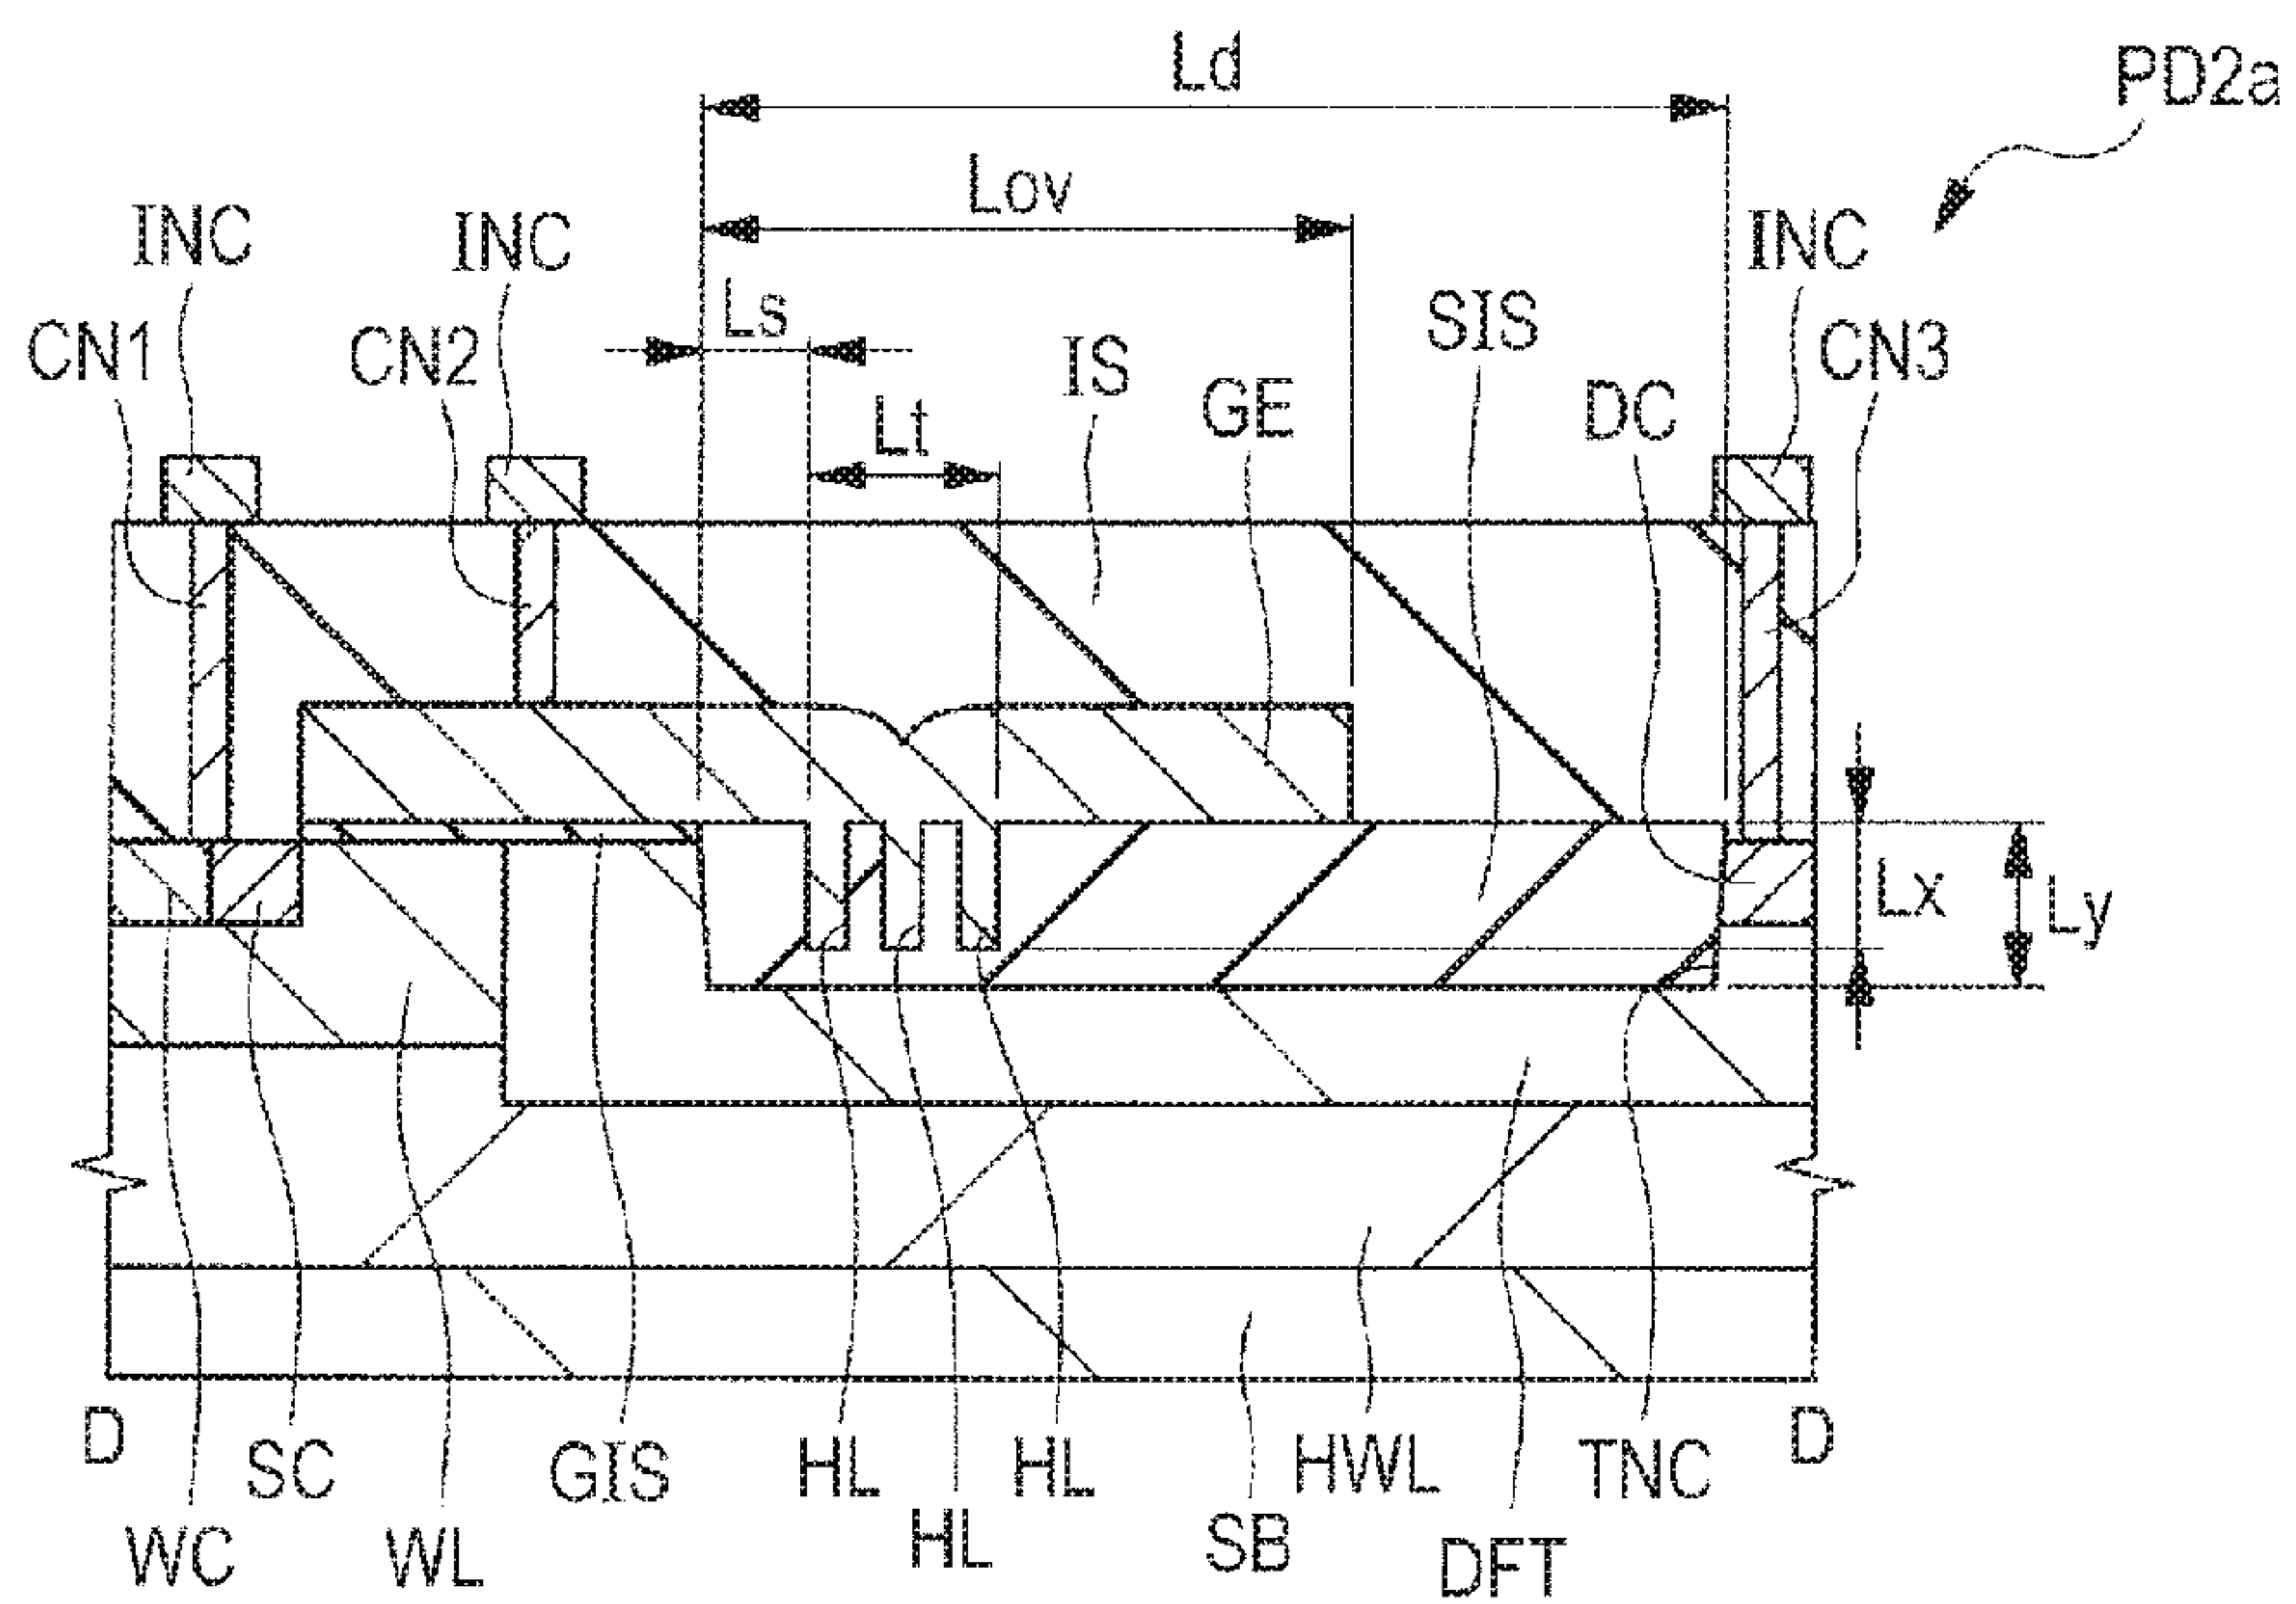 Ld
PD2a
Lov
INC
INC
INC
Ls
SIS
CN1
CN2
IS
CN3
GE
DC
Lt
Lx
Ly
D
D
SC
GIS
HL
HL
HWL
TNC
WC
WL
HL
SB
DFT